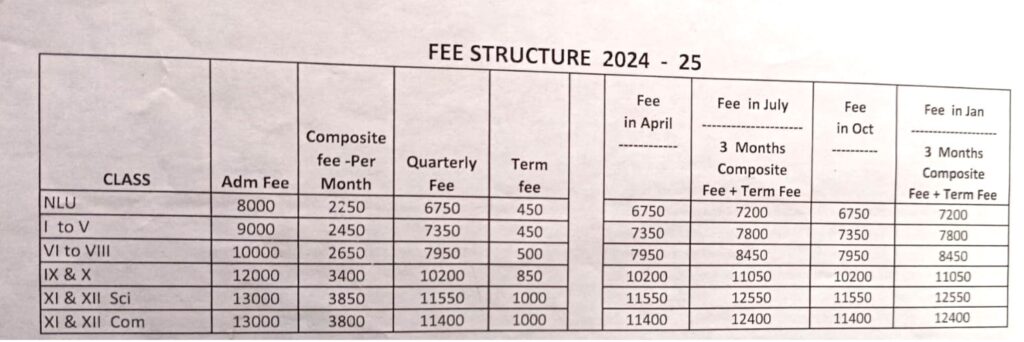 FEE STRUCTURE 2024 - 25
CLASS Adm Fee Composite fee -Per Month Quarterly Fee Term fee Fee in April ------------ Fee in July -------------------- 3 Months Composite Fee + Term Fee Fee in Oct ---------- Fee in Jan ----------------- 3 Months Composite Fee + Term Fee
NLU 8000 2250 6750 450 6750 7200 6750 7200
I to V 9000 2450 7350 450 7350 7800 7350 7800
VI to VIII 10000 2650 7950 500 7950 8450 7950 8450
IX & X 12000 3400 10200 850 10200 11050 10200 11050
XI & XII Sci 13000 3850 11550 1000 11550 12550 11550 12550
XI & XII Com 13000 3800 11400 1000 11400 12400 11400 12400